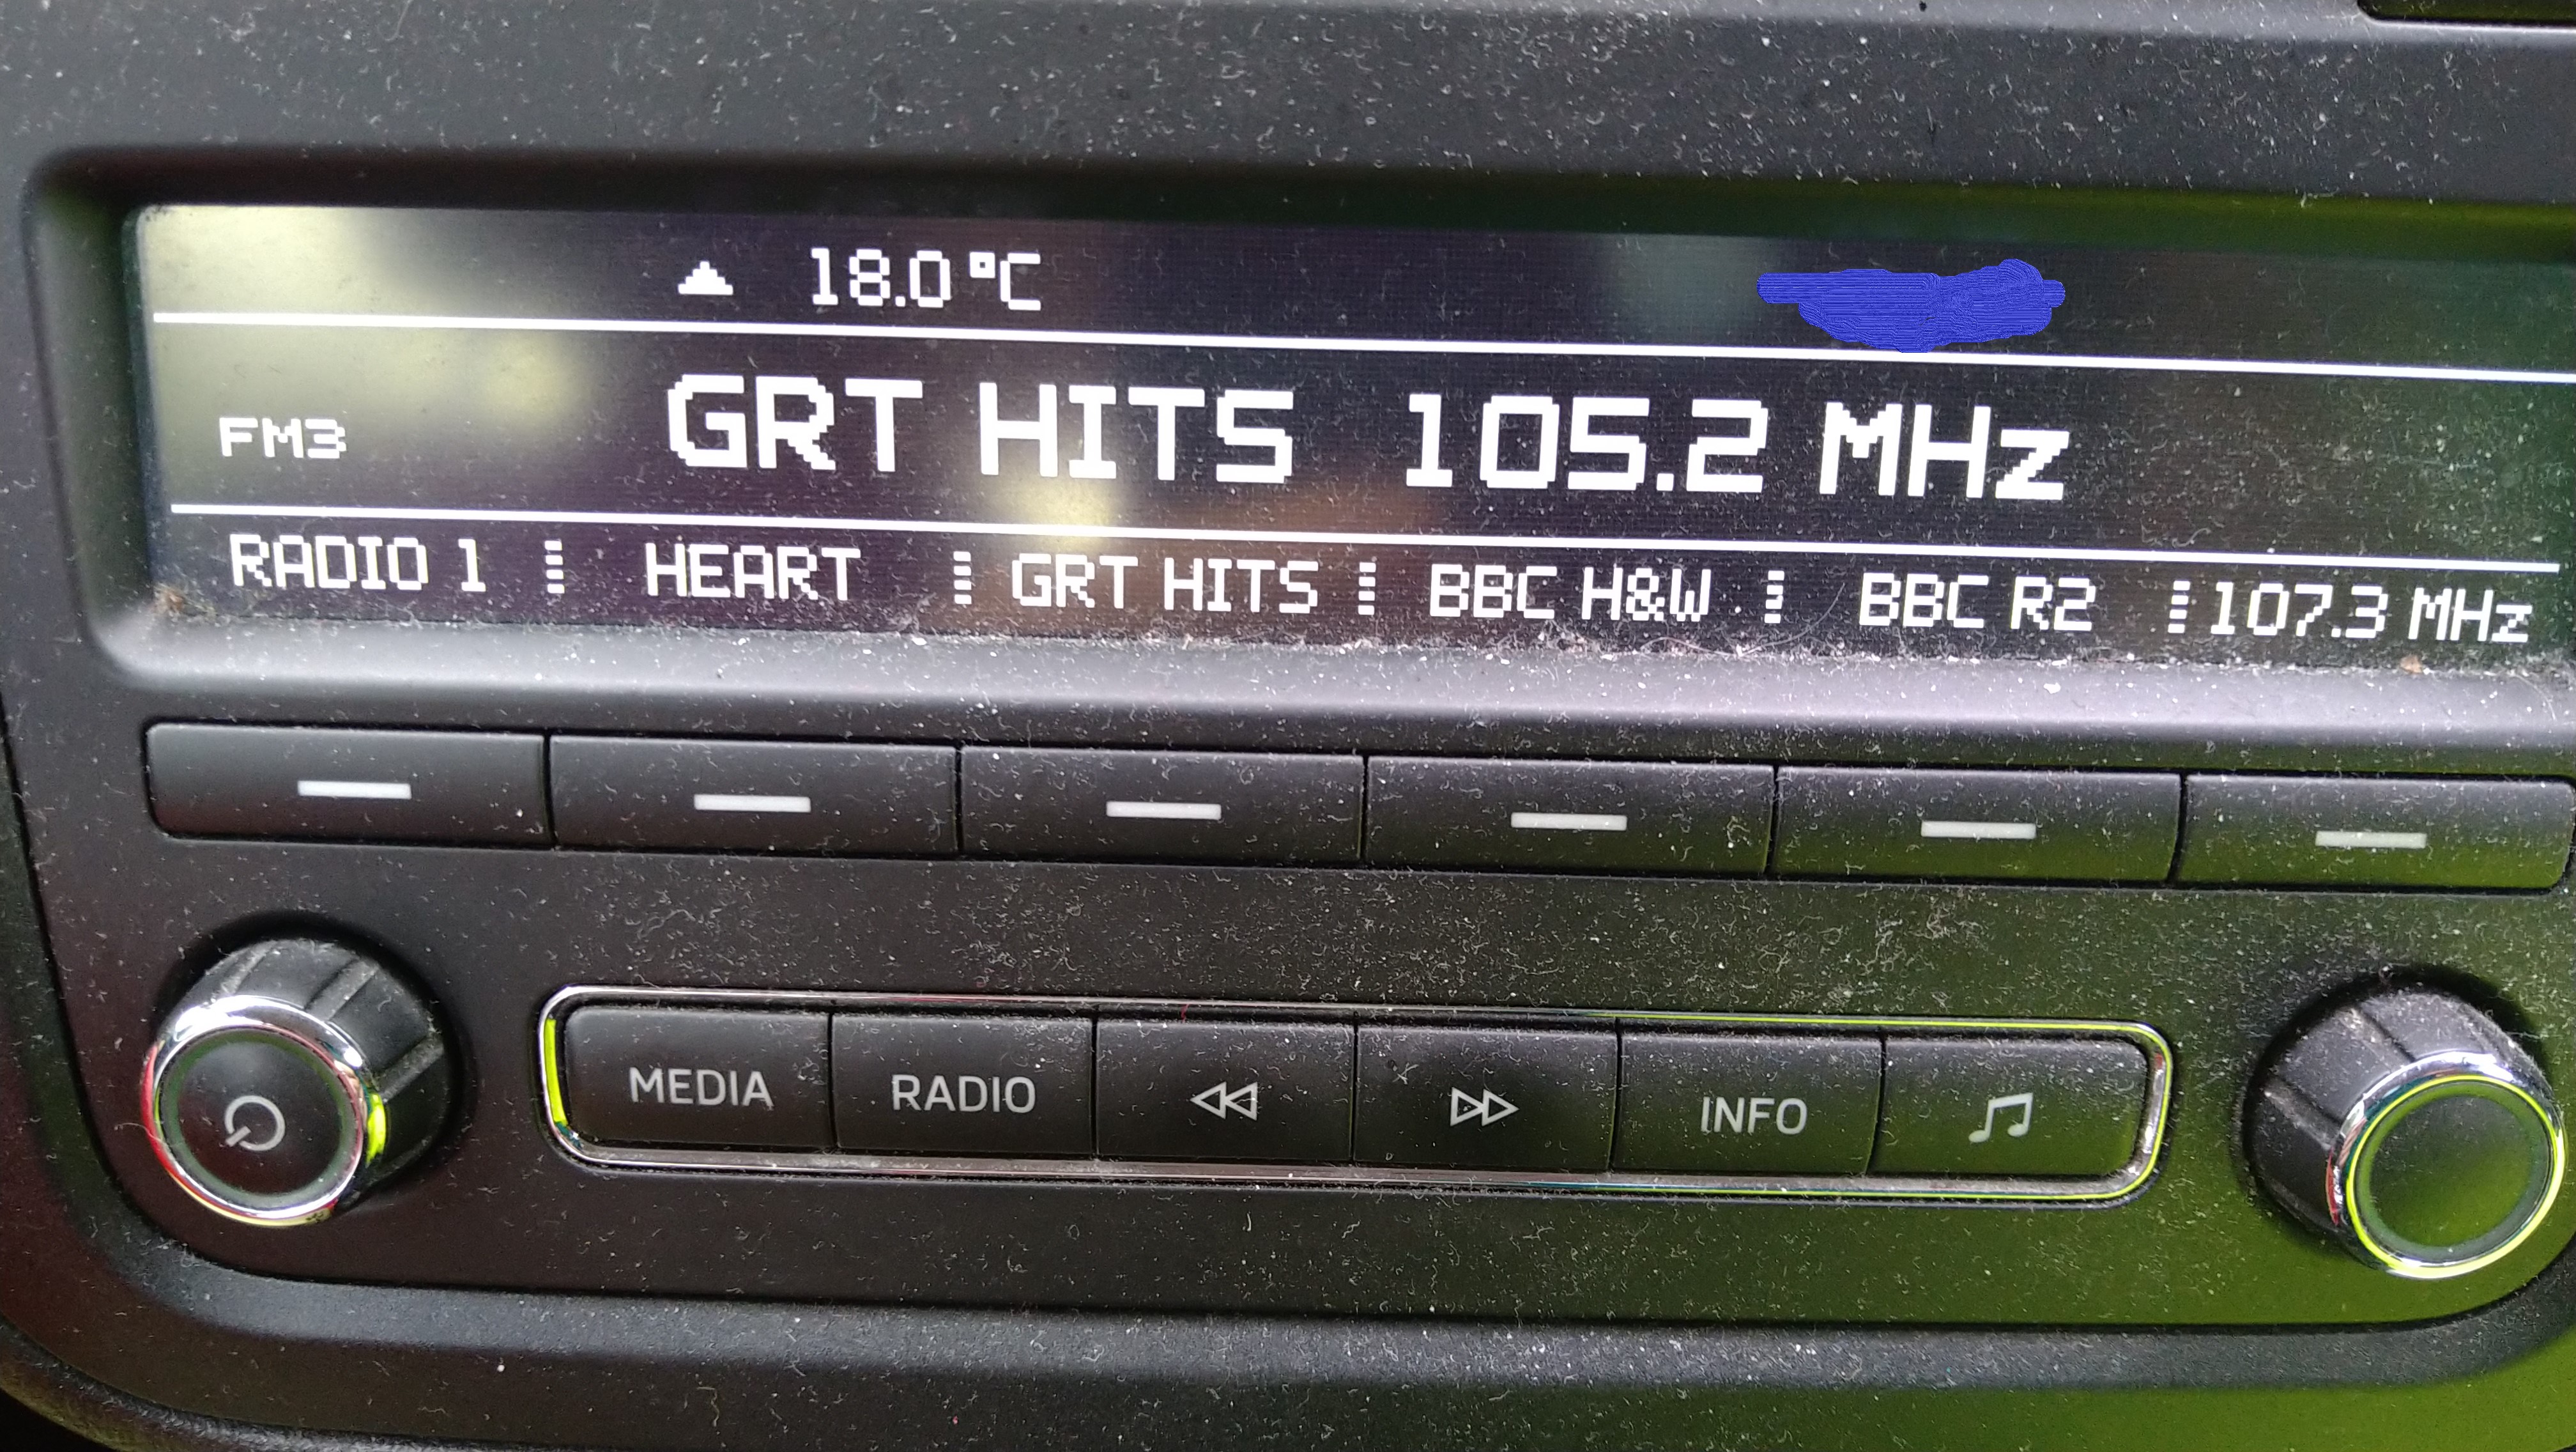 18.0 °C
FM3 GRT HITS 105.2 MHz
RADIO 1 HEART GRT HITS BBC H&W BBC R2 107.3 MHz
MEDIA RADIO INFO